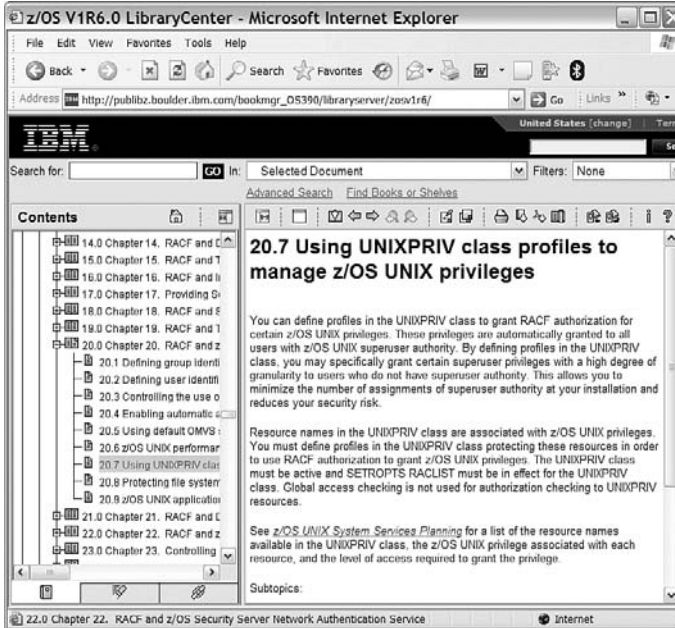 z/OS V1R6.0 LibraryCenter - Microsoft Internet Explorer
File Edit View Favorites Tools Help
Back Search Favorites
Address http://publibz.boulder.ibm.com/bookmgr_OS390/libraryserver/zosv1r6/ Go Links
United States [change]
IBM
Search for: GO In: Selected Document Filters: None
Advanced Search Find Books or Shelves
Contents
14.0 Chapter 14. RACF and
15.0 Chapter 15. RACF and
16.0 Chapter 16. RACF and
17.0 Chapter 17. Providing
18.0 Chapter 18. RACF and
19.0 Chapter 19. RACF and
20.0 Chapter 20. RACF and z
20.1 Defining group identi
20.2 Defining user identifi
20.3 Controlling the use o
20.4 Enabling automatic
20.5 Using default OMVS
20.6 z/OS UNIX performan
20.7 Using UNIXPRIV clas
20.8 Protecting file system
20.9 z/OS UNIX application
21.0 Chapter 21. RACF and
22.0 Chapter 22. RACF and z
23.0 Chapter 23. Controlling
20.7 Using UNIXPRIV class profiles to
manage z/OS UNIX privileges
You can define profiles in the UNIXPRIV class to grant RACF authorization for
certain z/OS UNIX privileges. These privileges are automatically granted to all
users with z/OS UNIX superuser authority. By defining profiles in the UNIXPRIV
class, you may specifically grant certain superuser privileges with a high degree of
granularity to users who do not have superuser authority. This allows you to
minimize the number of assignments of superuser authority at your installation and
reduces your security risk.
Resource names in the UNIXPRIV class are associated with z/OS UNIX privileges.
You must define profiles in the UNIXPRIV class protecting these resources in order
to use RACF authorization to grant z/OS UNIX privileges. The UNIXPRIV class
must be active and SETROPTS RACLIST must be in effect for the UNIXPRIV
class. Global access checking is not used for authorization checking to UNIXPRIV
resources.
See z/OS UNIX System Services Planning for a list of the resource names
available in the UNIXPRIV class, the z/OS UNIX privilege associated with each
resource, and the level of access required to grant the privilege.
Subtopics:
22.0 Chapter 22. RACF and z/OS Security Server Network Authentication Service Internet